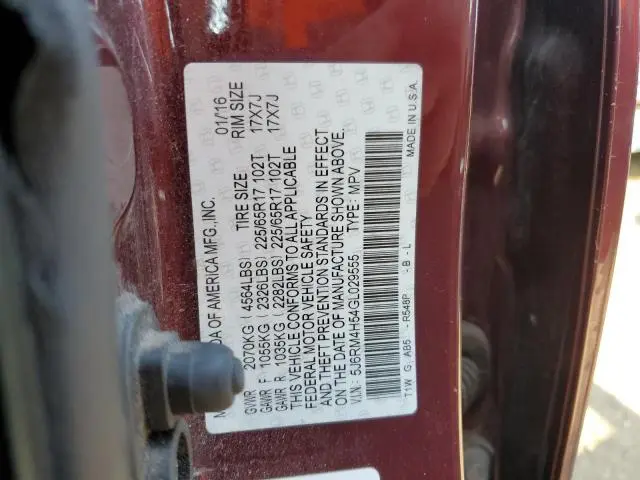 DA OF AMERICA MFG.,INC. 01/'16
TIRE SIZE RIM SIZE
GVWR 2070KG ( 4564LBS)
GAWR F 1055KG ( 2326LBS) 225/65R17 102T 17X7J
GAWR R 1035KG ( 2282LBS) 225/65R17 102T 17X7J
THIS VEHICLE CONFORMS TO ALL APPLICABLE
FEDERAL MOTOR VEHICLE SAFETY
AND THEFT PREVENTION STANDARDS IN EFFECT
ON THE DATE OF MANUFACTURE SHOWN ABOVE.
V.I.N.: 5J6RM4H54GL029555 TYPE: MPV
T1W G. AB5 - R548P - B - L MADE IN U.S.A.